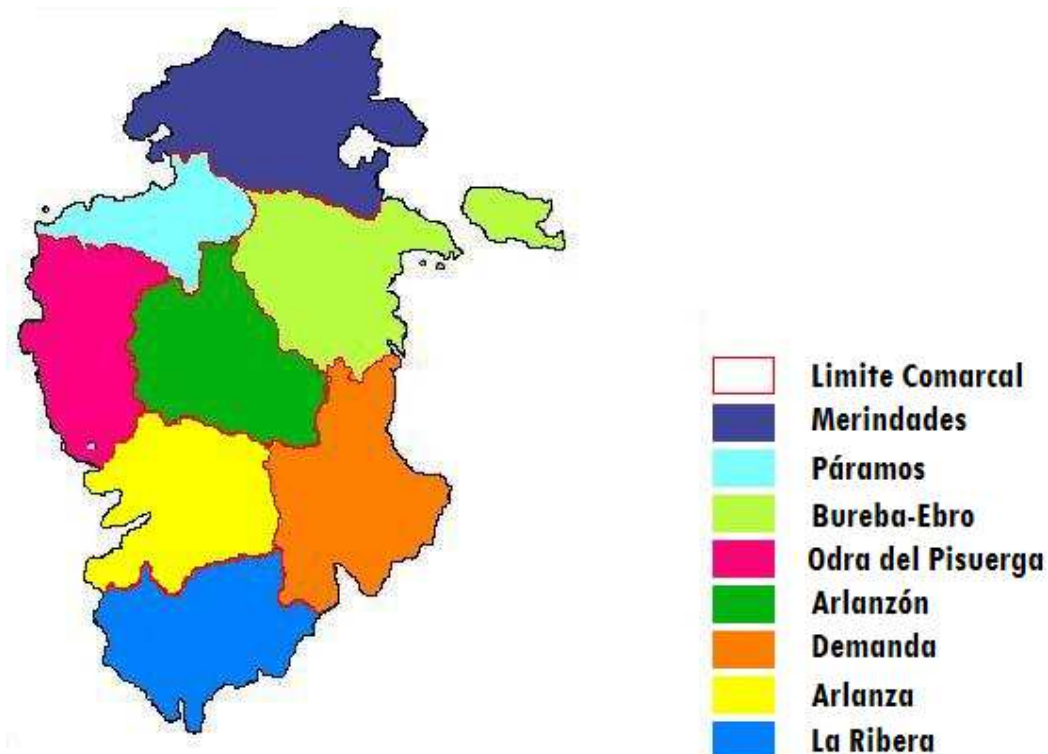 Limite Comarcal
Merindades
Páramos
Bureba-Ebro
Odra del Pisuerga
Arlanzón
Demanda
Arlanza
La Ribera